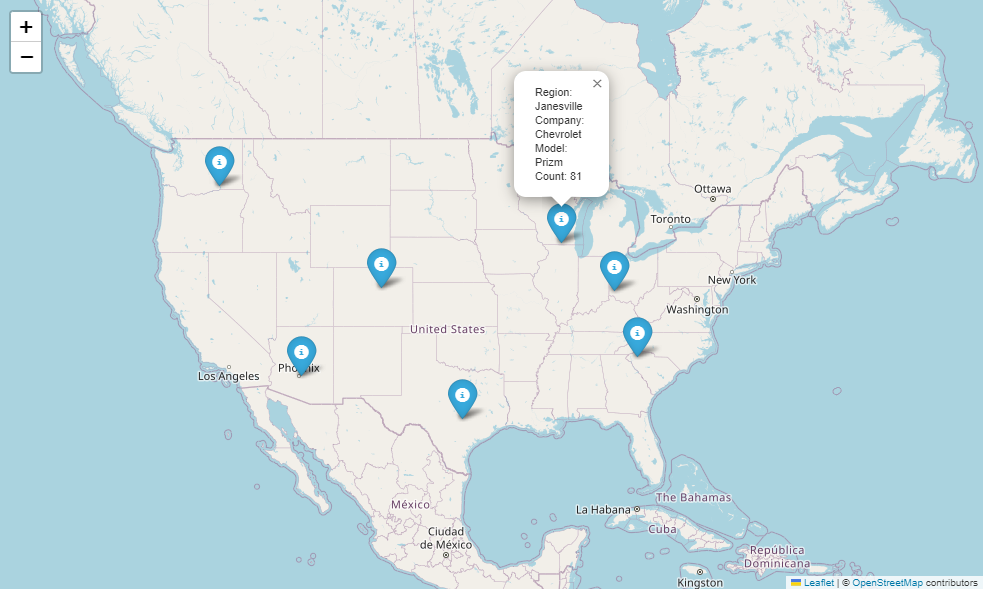 +
−
×
Region:
Janesville
Company:
Chevrolet
Model:
Prizm
Count: 81
Ottawa
Toronto
New York
Washington
United States
Los Angeles
La Habana
The Bahamas
México
Cuba
Ciudad
de México
República
Dominicana
Kingston
Leaflet | © OpenStreetMap contributors